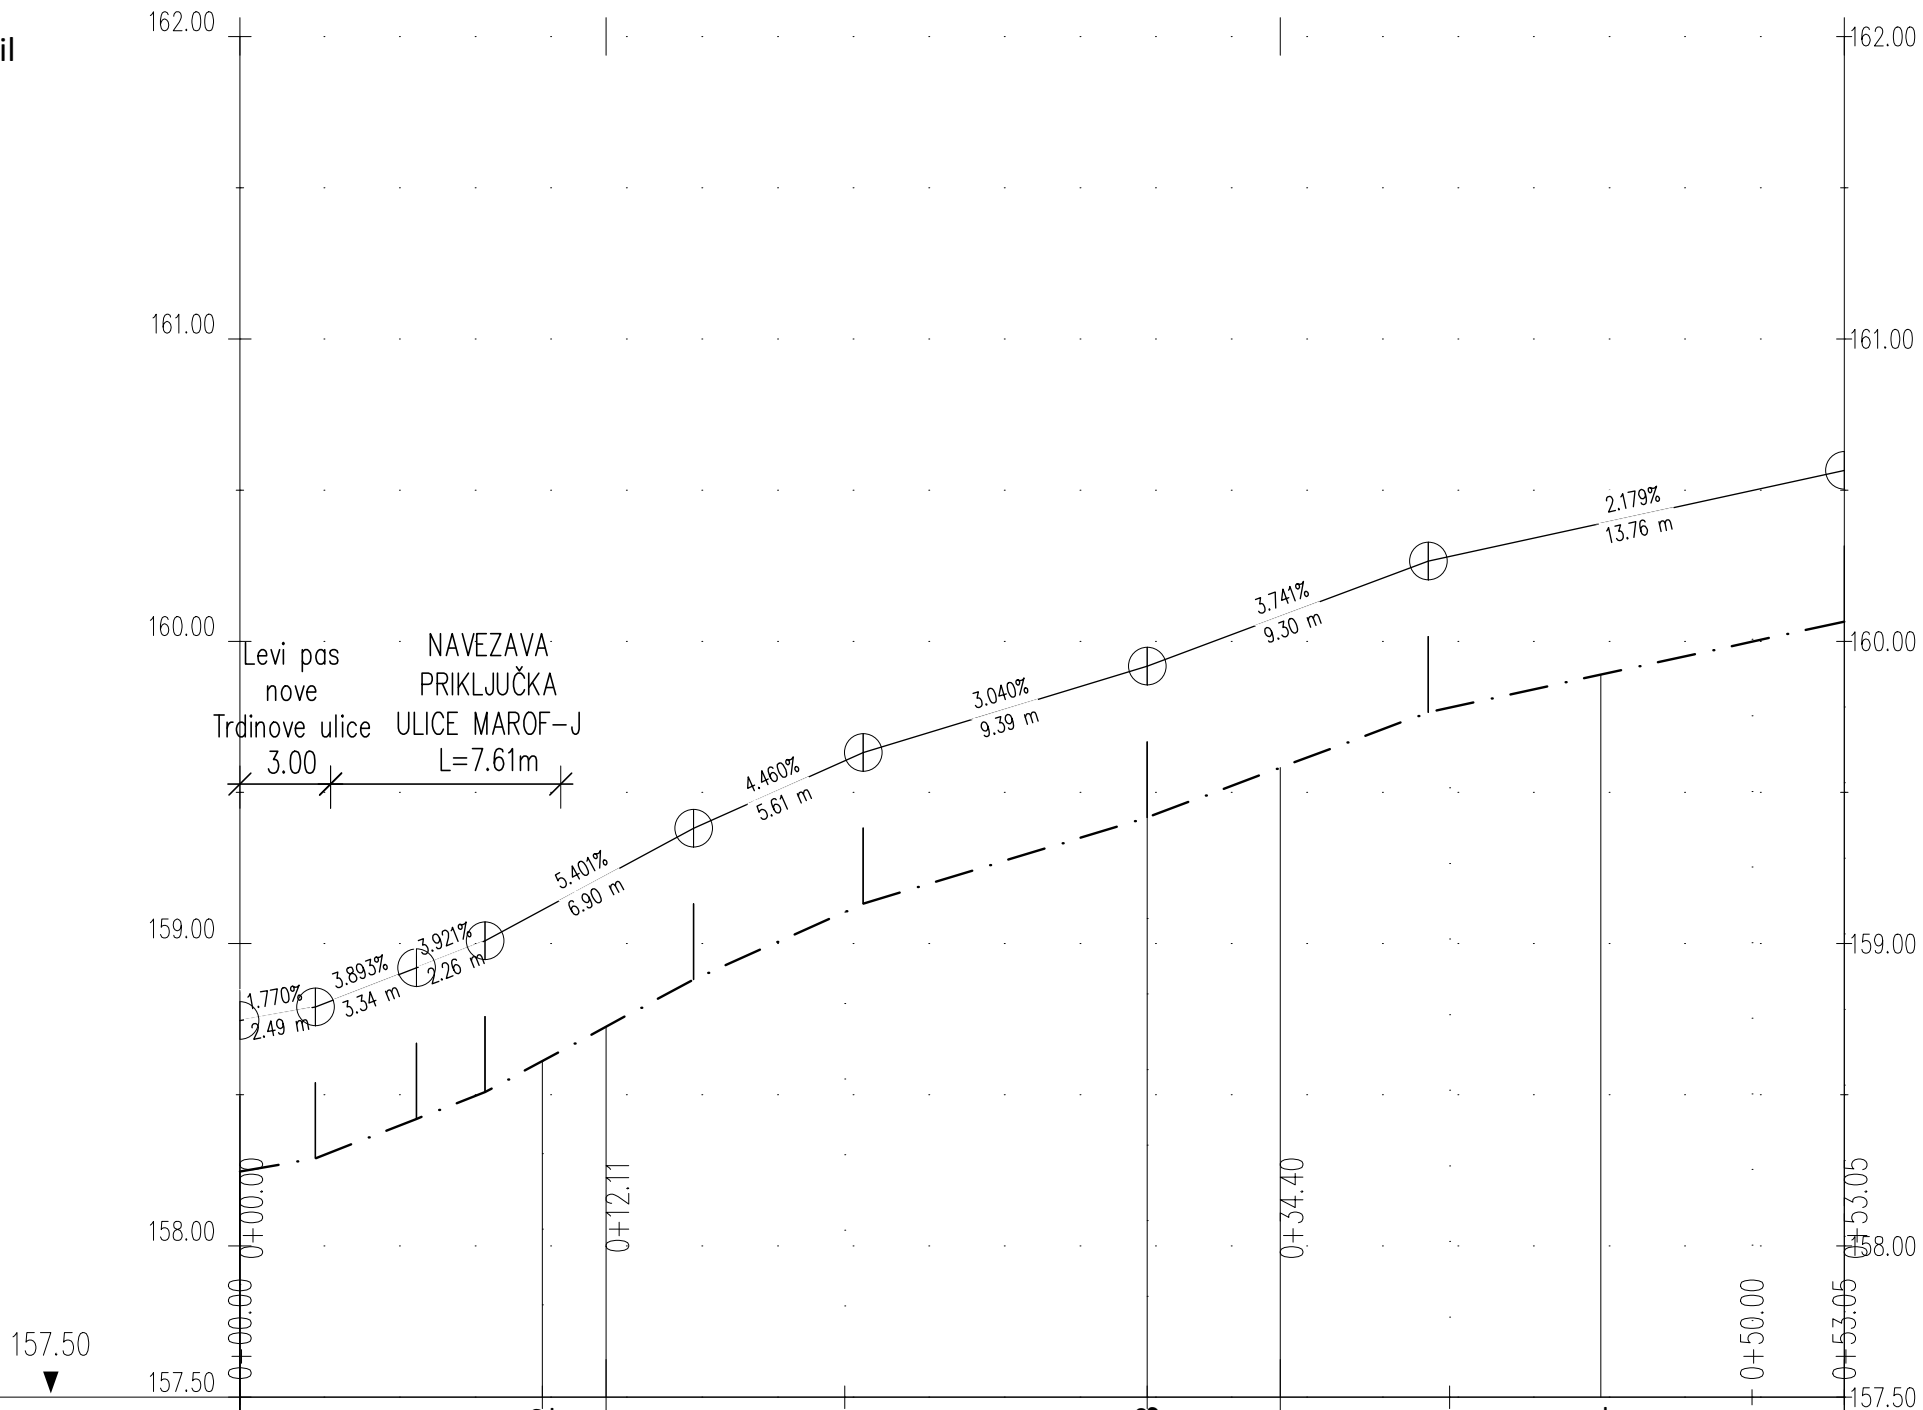 il
162.00
162.00
161.00
161.00
160.00
160.00
159.00
159.00
158.00
158.00
157.50
157.50
157.50
Levi pas
nove
Trdinove ulice
3.00
NAVEZAVA
PRIKLJUČKA
ULICE MAROF-J
L=7.61m
1.770%
2.49 m
3.893%
3.34 m
3.921%
2.26 m
5.401%
6.90 m
4.460%
5.61 m
3.040%
9.39 m
3.741%
9.30 m
2.179%
13.76 m
0+00.00
0+12.11
0+34.40
0+53.05
0+00.00
0+50.00
0+53.05